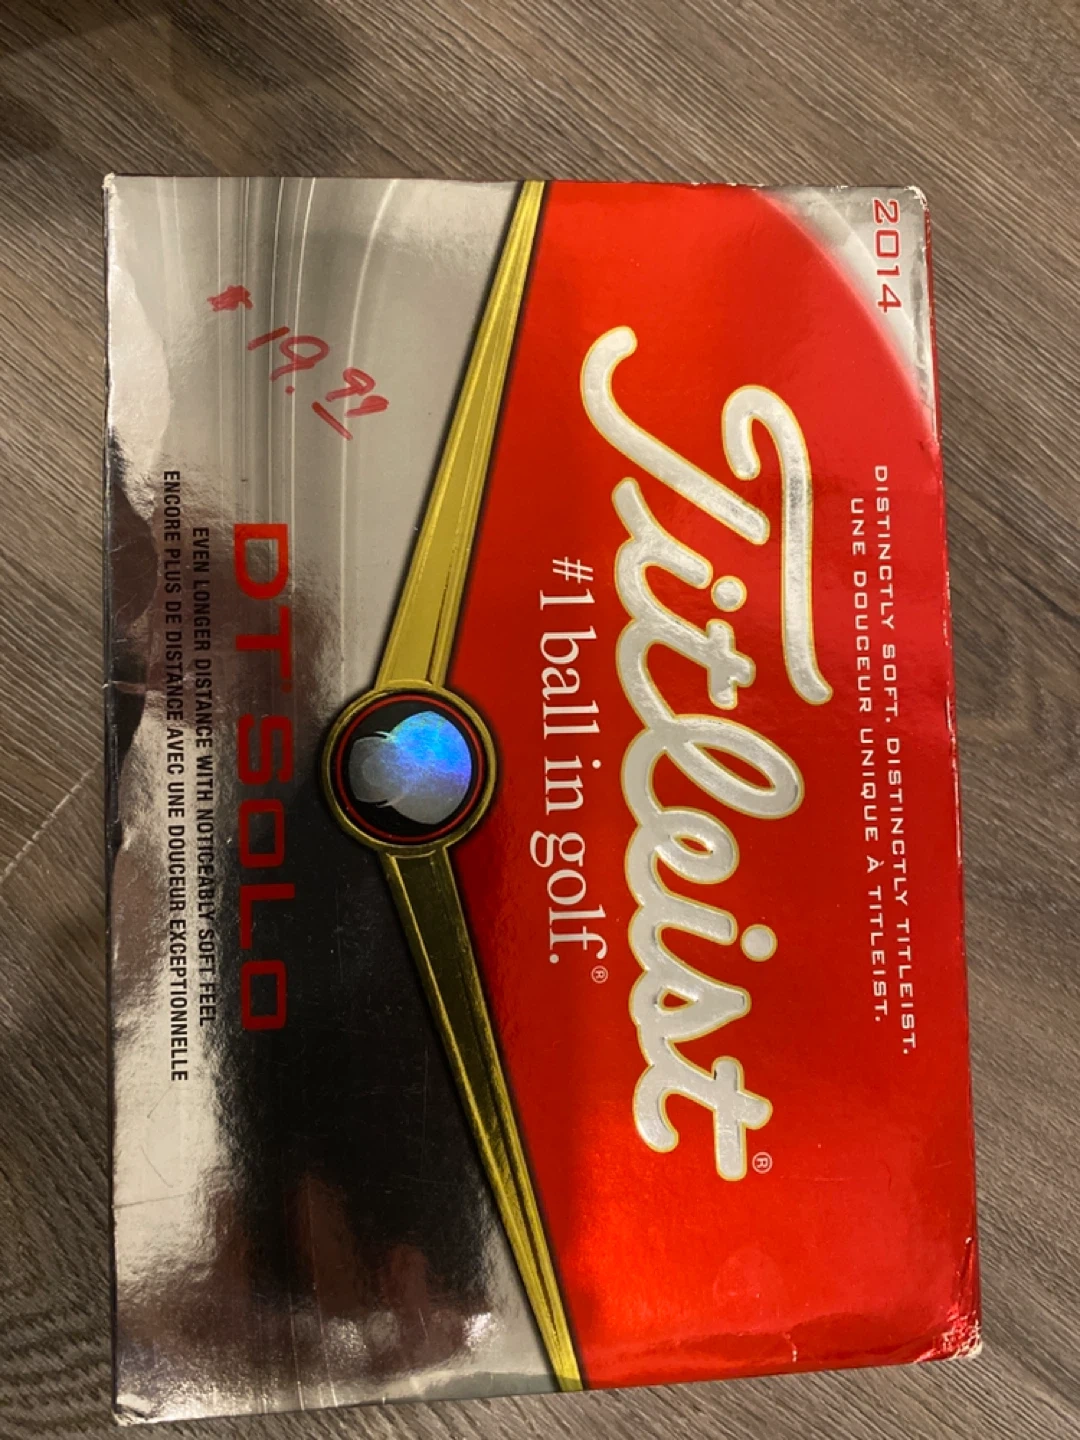 2014
DISTINCTLY SOFT. DISTINCTLY TITLEIST.
UNE DOUCEUR UNIQUE À TITLEIST.
Titleist®
#1 ball in golf.®
$19.99
DT® SOLO
EVEN LONGER DISTANCE WITH NOTICEABLY SOFT FEEL
ENCORE PLUS DE DISTANCE AVEC UNE DOUCEUR EXCEPTIONNELLE